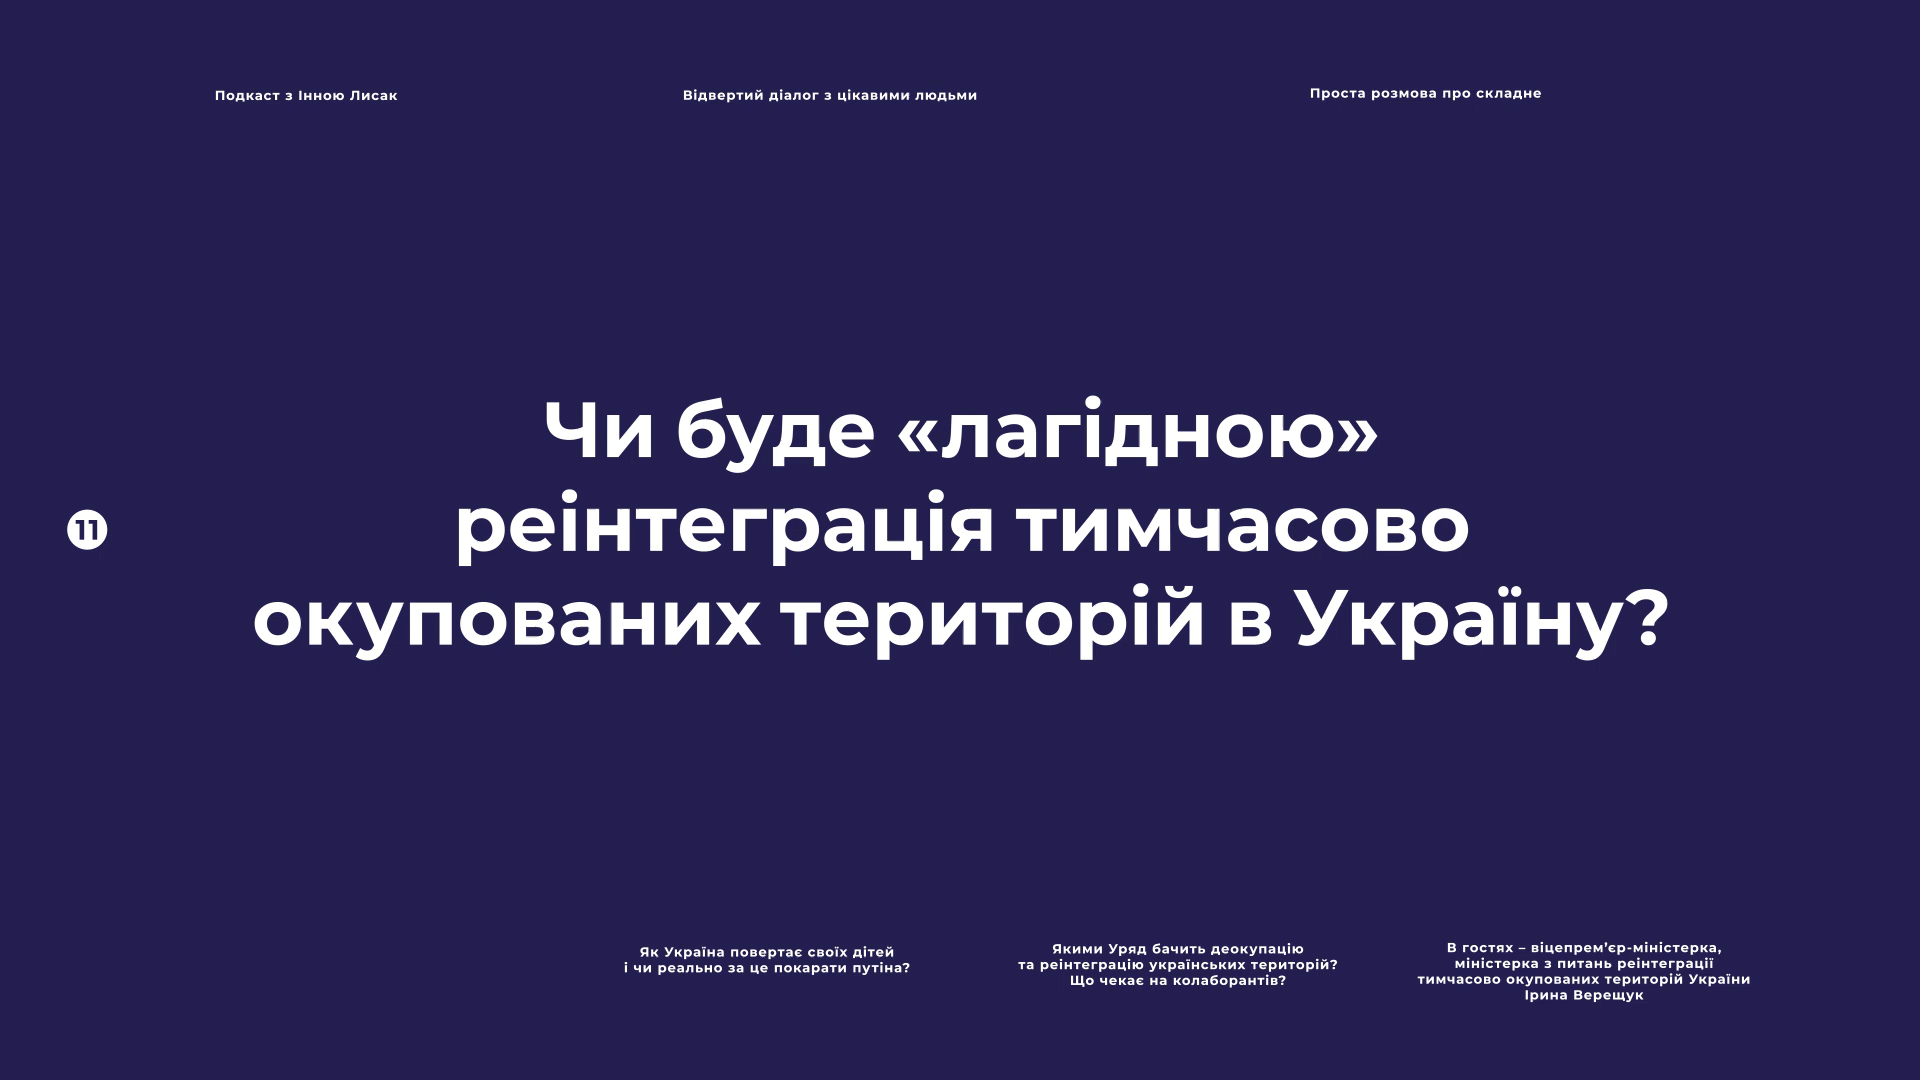 Подкаст з Інною Лисак
Відвертий діалог з цікавими людьми
Проста розмова про складне
Чи буде «лагідною»
реінтеграція тимчасово
окупованих територій в Україну?
11
Як Україна повертає своїх дітей
і чи реально за це покарати путіна?
Якими Уряд бачить деокупацію
та реінтеграцію українських територій?
Що чекає на колаборантів?
В гостях – віцепрем’єр-міністерка,
міністерка з питань реінтеграції
тимчасово окупованих територій України
Ірина Верещук